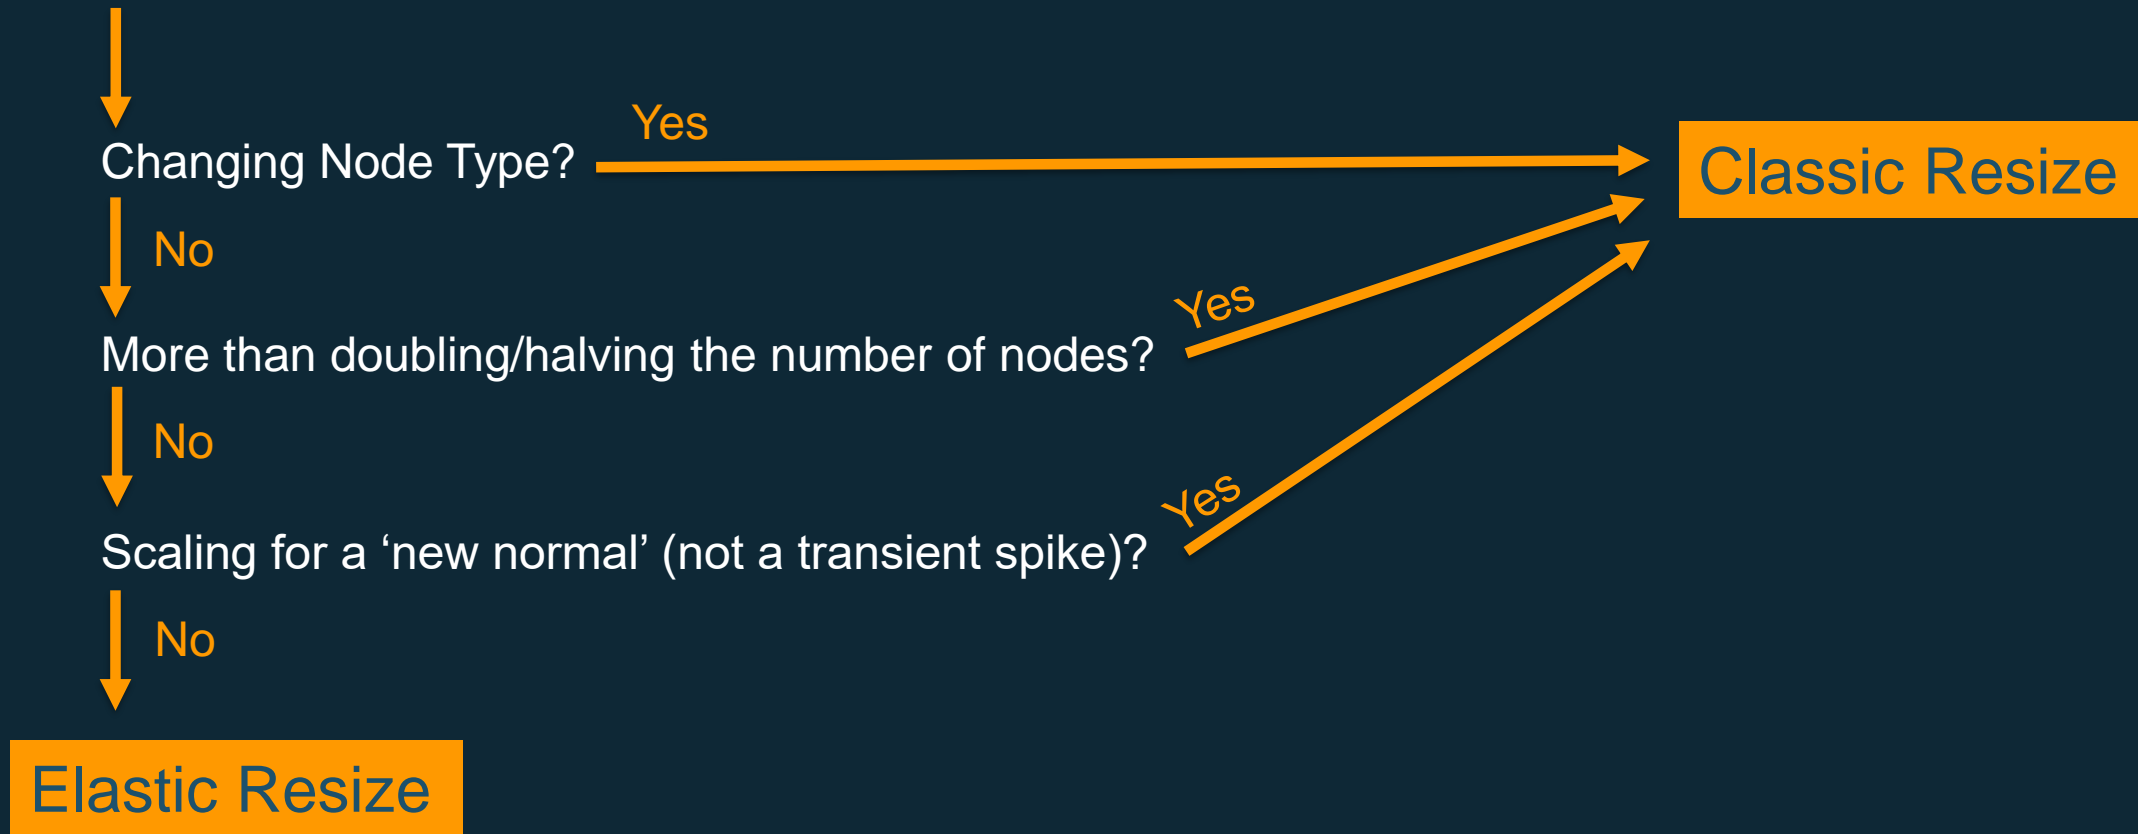 Yes
Changing Node Type?
Classic Resize
No
Yes
More than doubling/halving the number of nodes?
No
Yes
Scaling for a ‘new normal’ (not a transient spike)?
No
Elastic Resize